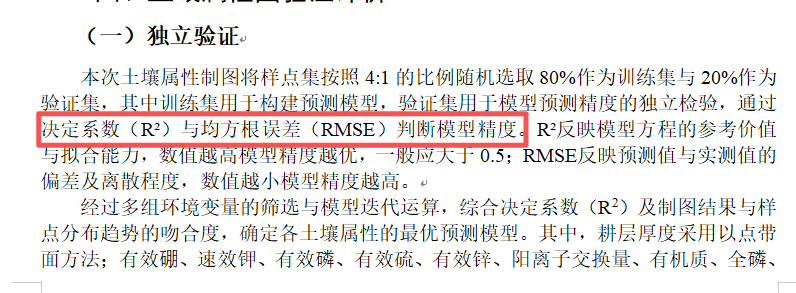 （一）独立验证
本次土壤属性制图将样点集按照 4:1 的比例随机选取 80%作为训练集与 20%作为
验证集，其中训练集用于构建预测模型，验证集用于模型预测精度的独立检验，通过
决定系数（R²）与均方根误差（RMSE）判断模型精度。R²反映模型方程的参考价值
与拟合能力，数值越高模型精度越优，一般应大于 0.5；RMSE反映预测值与实测值的
偏差及离散程度，数值越小模型精度越高。
经过多组环境变量的筛选与模型迭代运算，综合决定系数（R²）及制图结果与样
点分布趋势的吻合度，确定各土壤属性的最优预测模型。其中，耕层厚度采用以点带
面方法；有效硼、速效钾、有效磷、有效硫、有效锌、阳离子交换量、有机质、全磷、